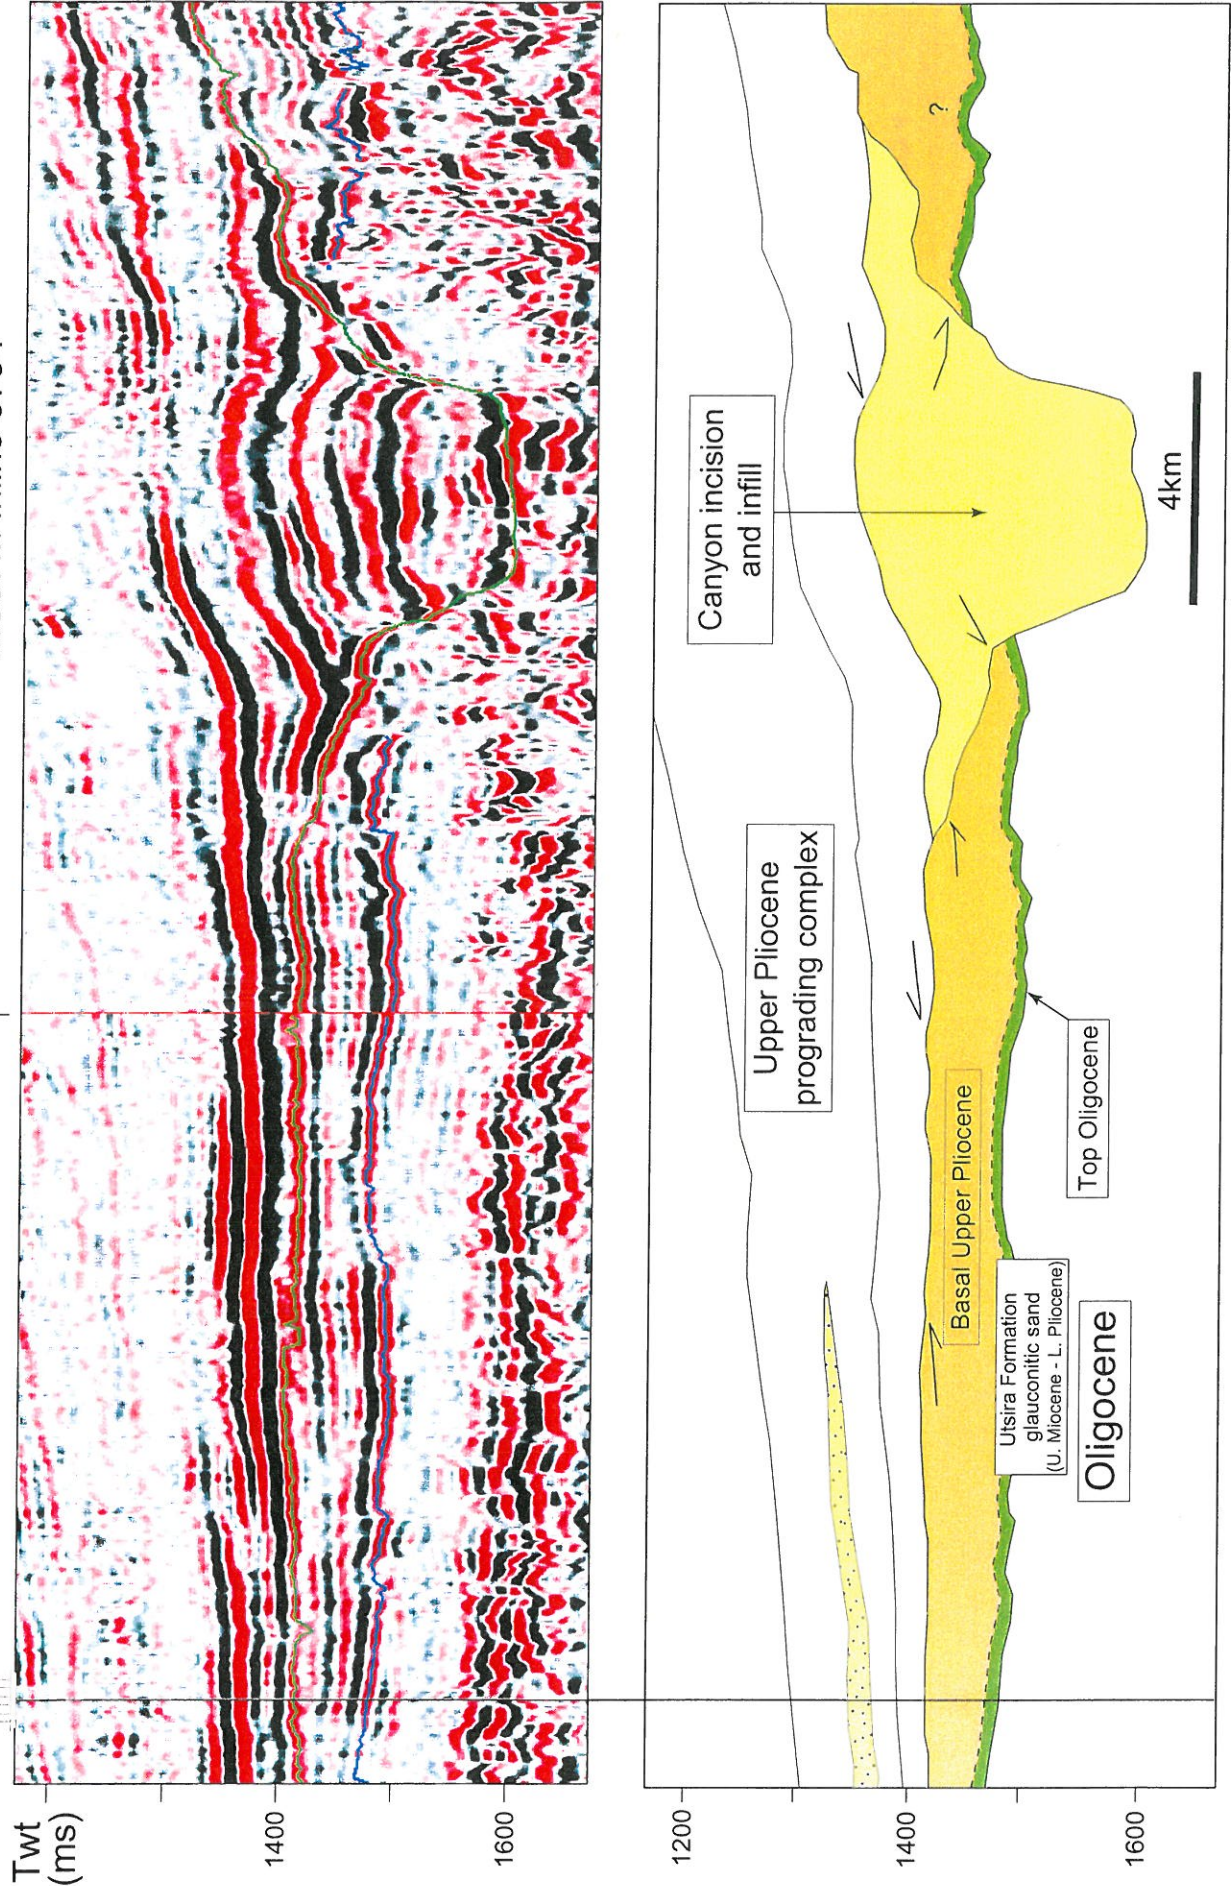 Twt
(ms)
1400
1600
1200
1400
1600
Canyon incision
and infill
4km
Upper Pliocene
prograding complex
?
Basal Upper Pliocene
Top Oligocene
Utsira Formation
glauconitic sand
(U. Miocene - L. Pliocene)
Oligocene